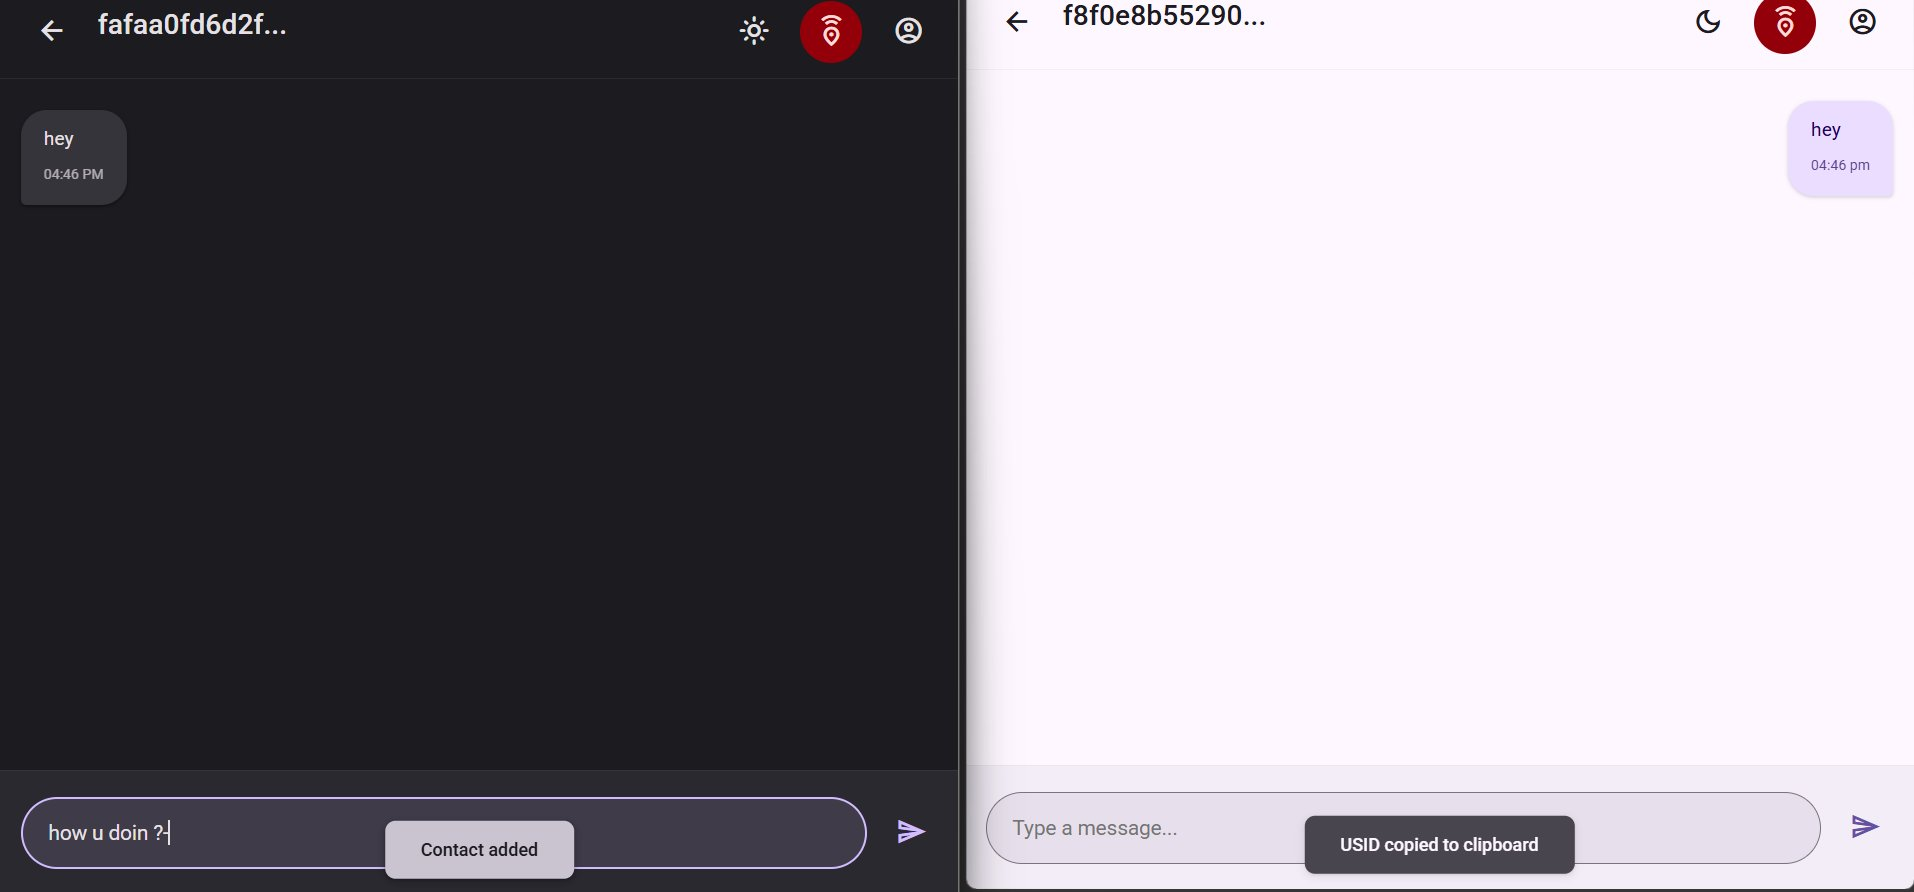 fafaa0fd6d2f...
hey
04:46 PM
how u doin ?-
Contact added
f8f0e8b55290...
hey
04:46 pm
Type a message...
USID copied to clipboard